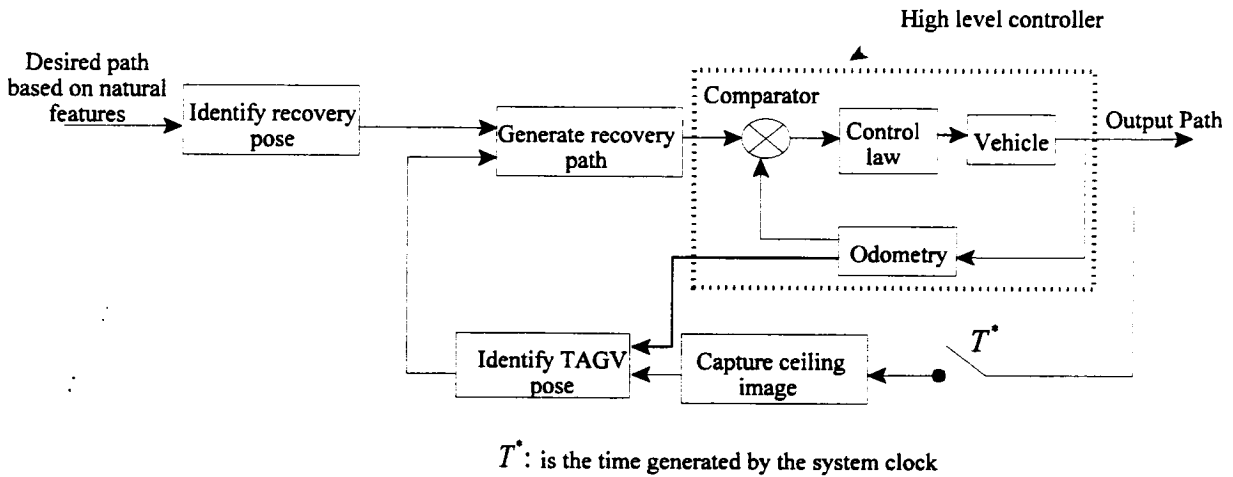 High level controller
Desired path
based on natural
features
Identify recovery
pose
Generate recovery
path
Comparator
Control
law
Vehicle
Output Path
Odometry
Identify TAGV
pose
Capture ceiling
image
T*
T*: is the time generated by the system clock